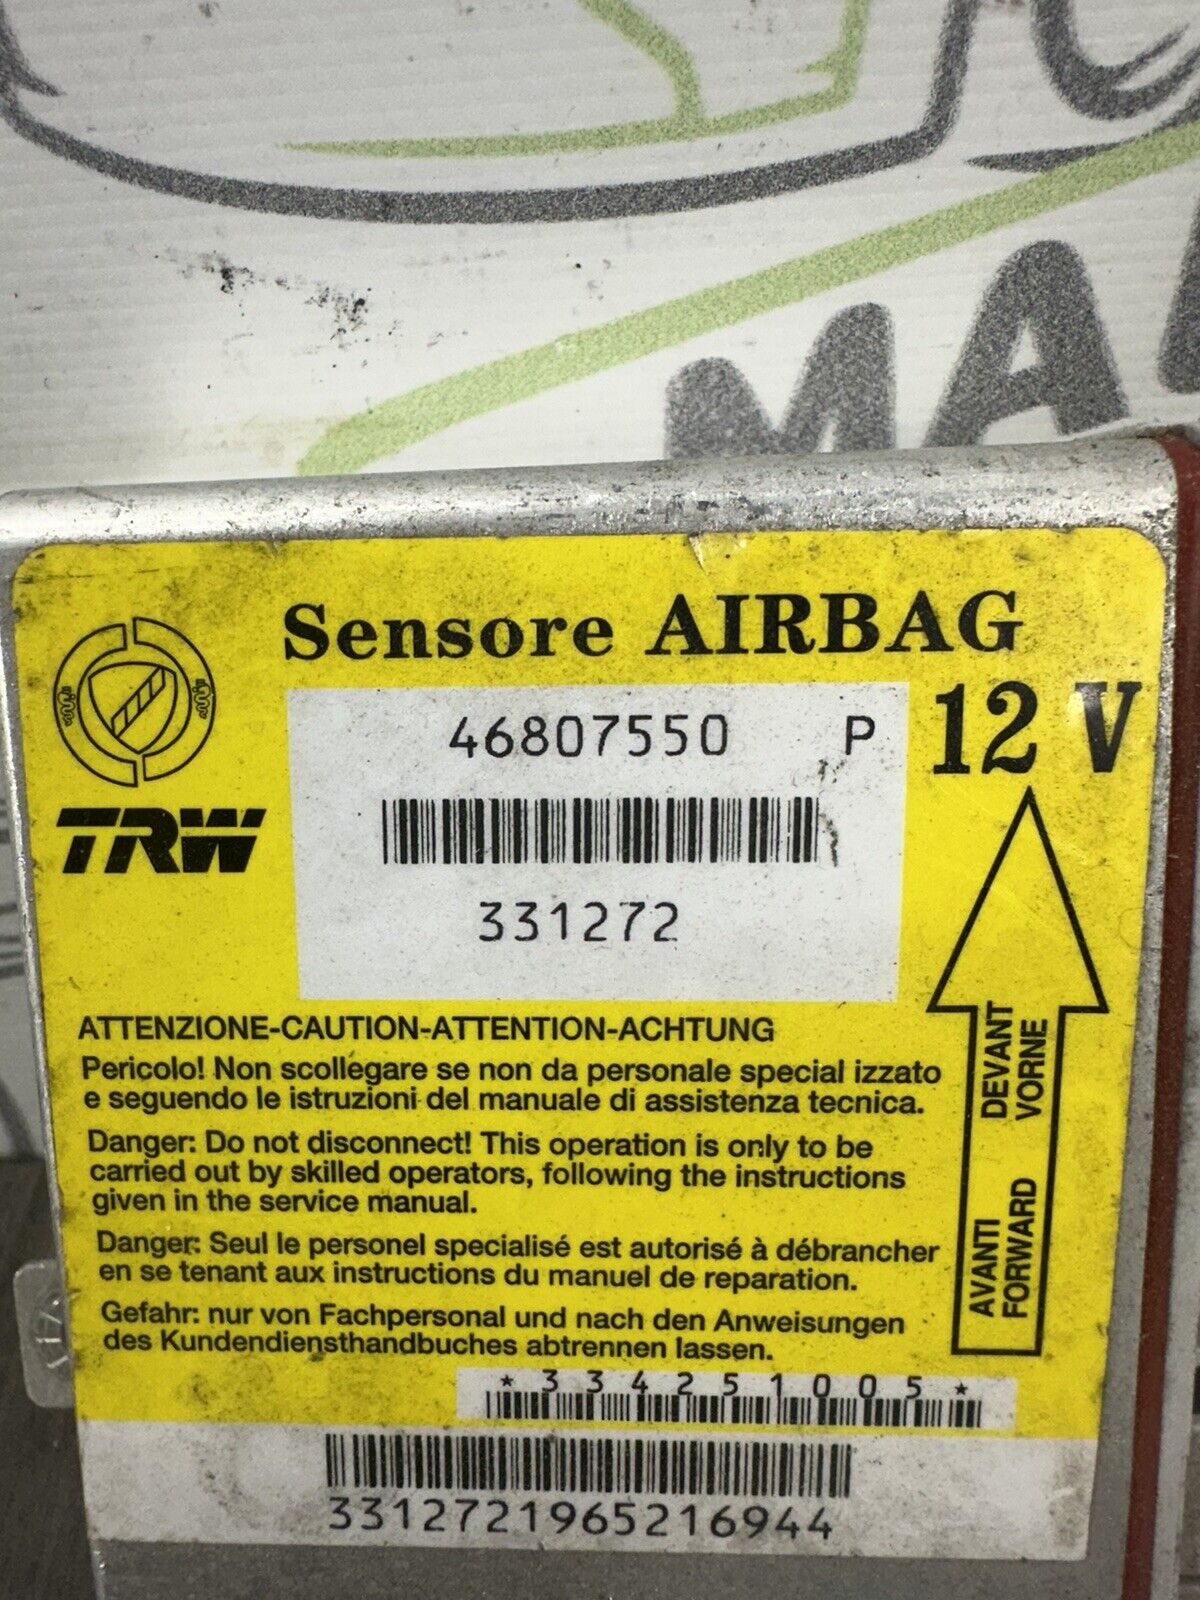 Sensore AIRBAG
46807550 P
12 V
TRW
331272
ATTENZIONE-CAUTION-ATTENTION-ACHTUNG
Pericolo! Non scollegare se non da personale special izzato
e seguendo le istruzioni del manuale di assistenza tecnica.
Danger: Do not disconnect! This operation is only to be
carried out by skilled operators, following the instructions
given in the service manual.
Danger: Seul le personel specialisé est autorisé à débrancher
en se tenant aux instructions du manuel de reparation.
Gefahr: nur von Fachpersonal und nach den Anweisungen
des Kundendiensthandbuches abtrennen lassen.
AVANTI DEVANT
FORWARD VORNE
*334251005*
3312721965216944